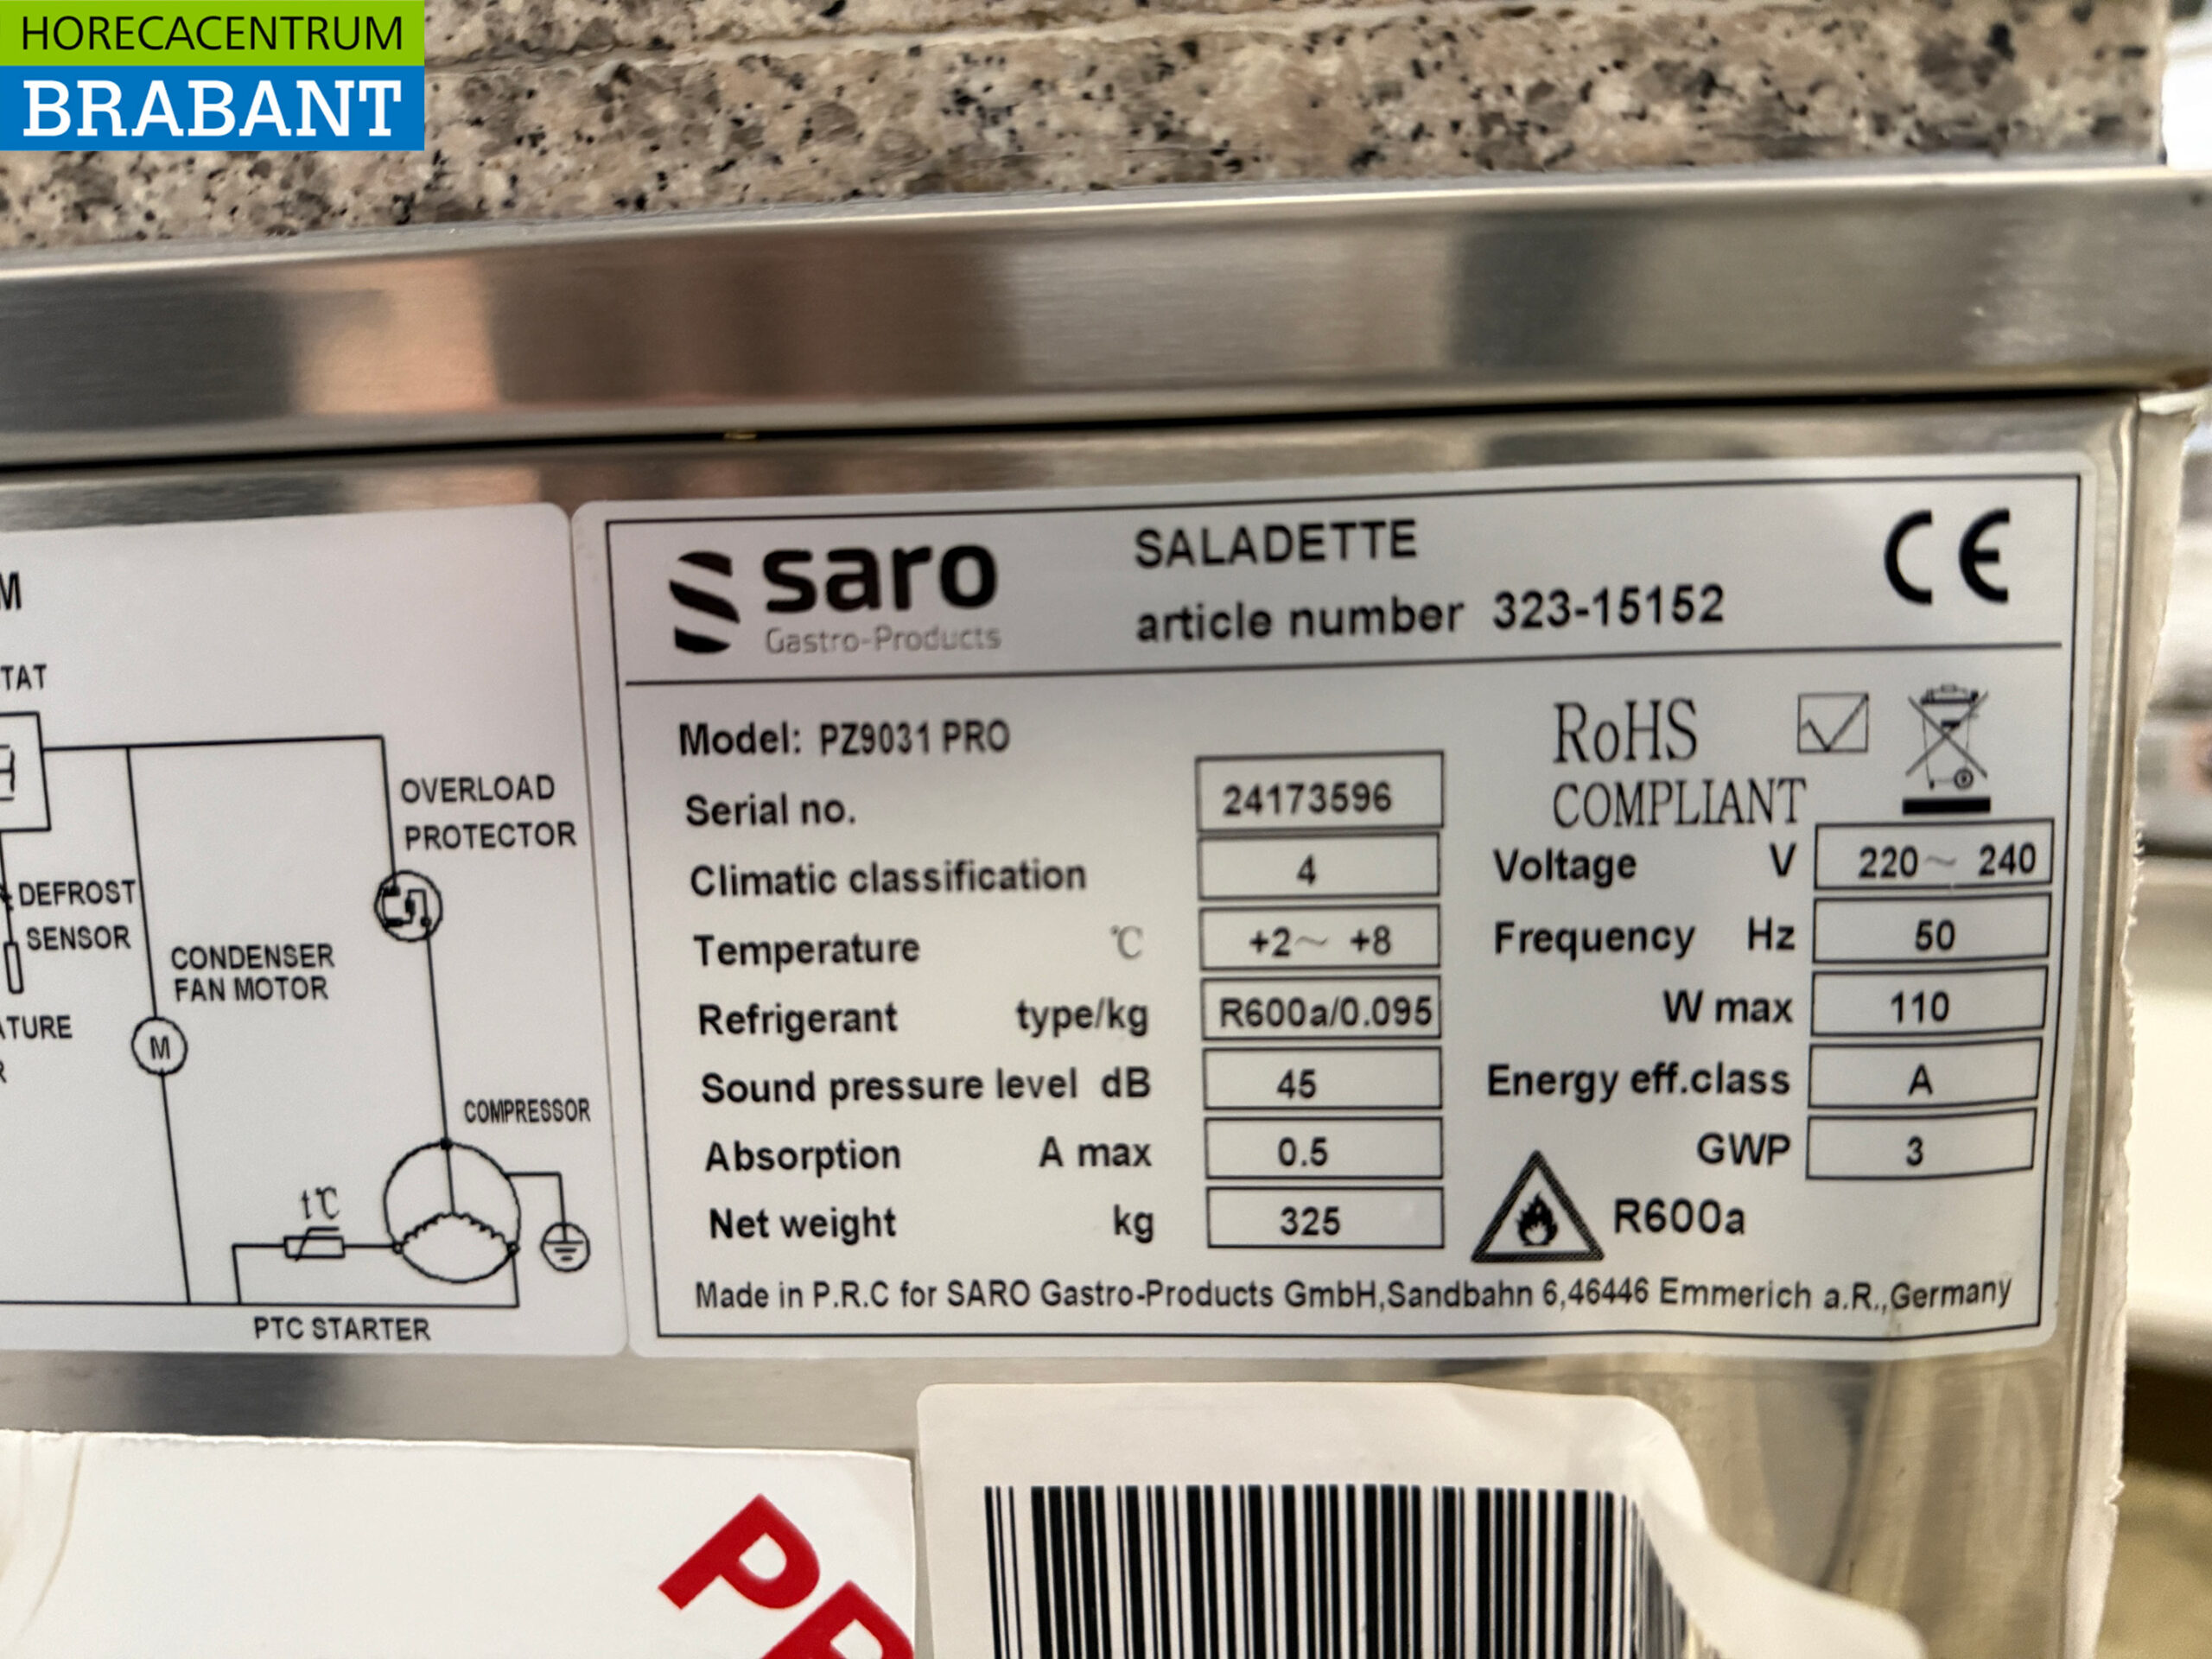 HORECACENTRUM
BRABANT
saro
Gastro-Products
SALADETTE
article number 323-15152
CE
Model: PZ9031 PRO
Serial no. 24173596
Climatic classification 4
Temperature ℃ +2～ +8
Refrigerant type/kg R600a/0.095
Sound pressure level dB 45
Absorption A max 0.5
Net weight kg 325
RoHS
COMPLIANT
Voltage V 220～ 240
Frequency Hz 50
W max 110
Energy eff.class A
GWP 3
R600a
Made in P.R.C for SARO Gastro-Products GmbH,Sandbahn 6,46446 Emmerich a.R.,Germany
OVERLOAD
PROTECTOR
DEFROST
SENSOR
CONDENSER
FAN MOTOR
M
COMPRESSOR
t℃
PTC STARTER